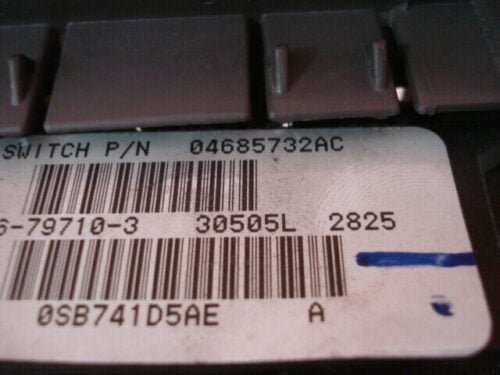 SWITCH P/N 04685732AC
6-79710-3 30505L 2825
0SB741D5AE A